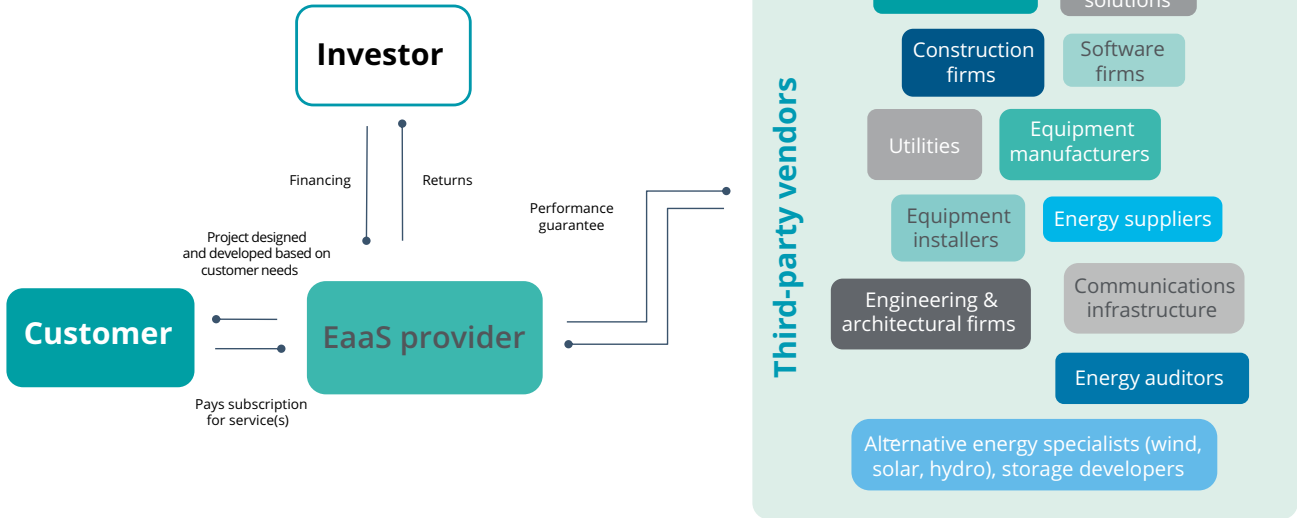 solutions
Investor
Construction
firms
Software
firms
Utilities
Equipment
manufacturers
Financing
Returns
Performance
guarantee
Third-party vendors
Equipment
installers
Energy suppliers
Project designed
and developed based on
customer needs
Customer
EaaS provider
Engineering &
architectural firms
Communications
infrastructure
Energy auditors
Pays subscription
for service(s)
Alternative energy specialists (wind,
solar, hydro), storage developers